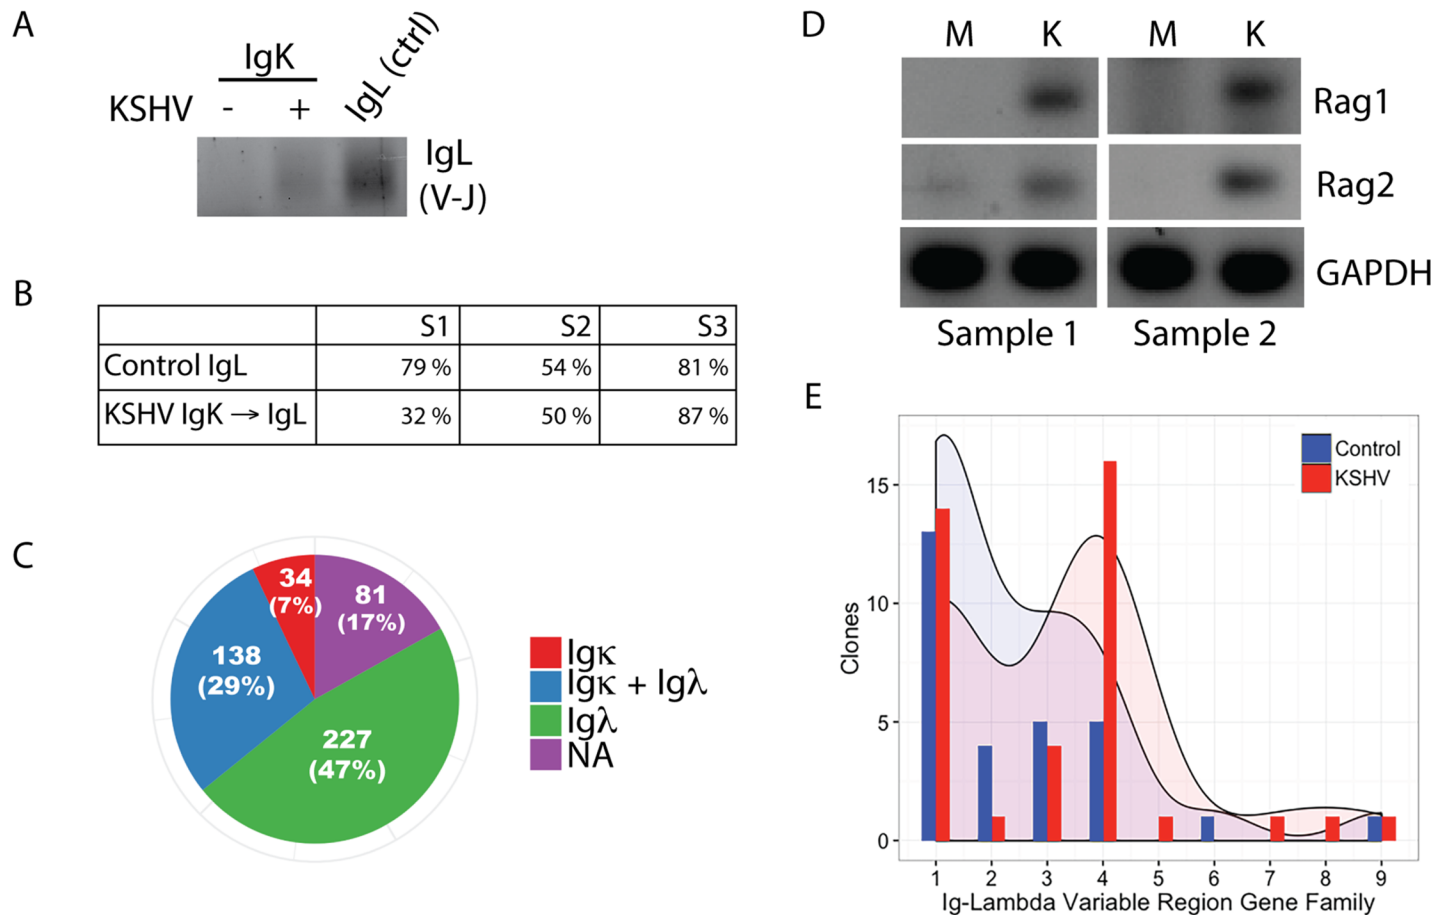 A
IgK
KSHV - + IgL (ctrl)
IgL
(V-J)
B
S1 S2 S3
Control IgL 79 % 54 % 81 %
KSHV IgK → IgL 32 % 50 % 87 %
C
34
(7%)
81
(17%)
138
(29%)
227
(47%)
Igκ
Igκ + Igλ
Igλ
NA
D
M K M K
Rag1
Rag2
GAPDH
Sample 1 Sample 2
E
Control
KSHV
Clones
15
10
5
0
1 2 3 4 5 6 7 8 9
Ig-Lambda Variable Region Gene Family